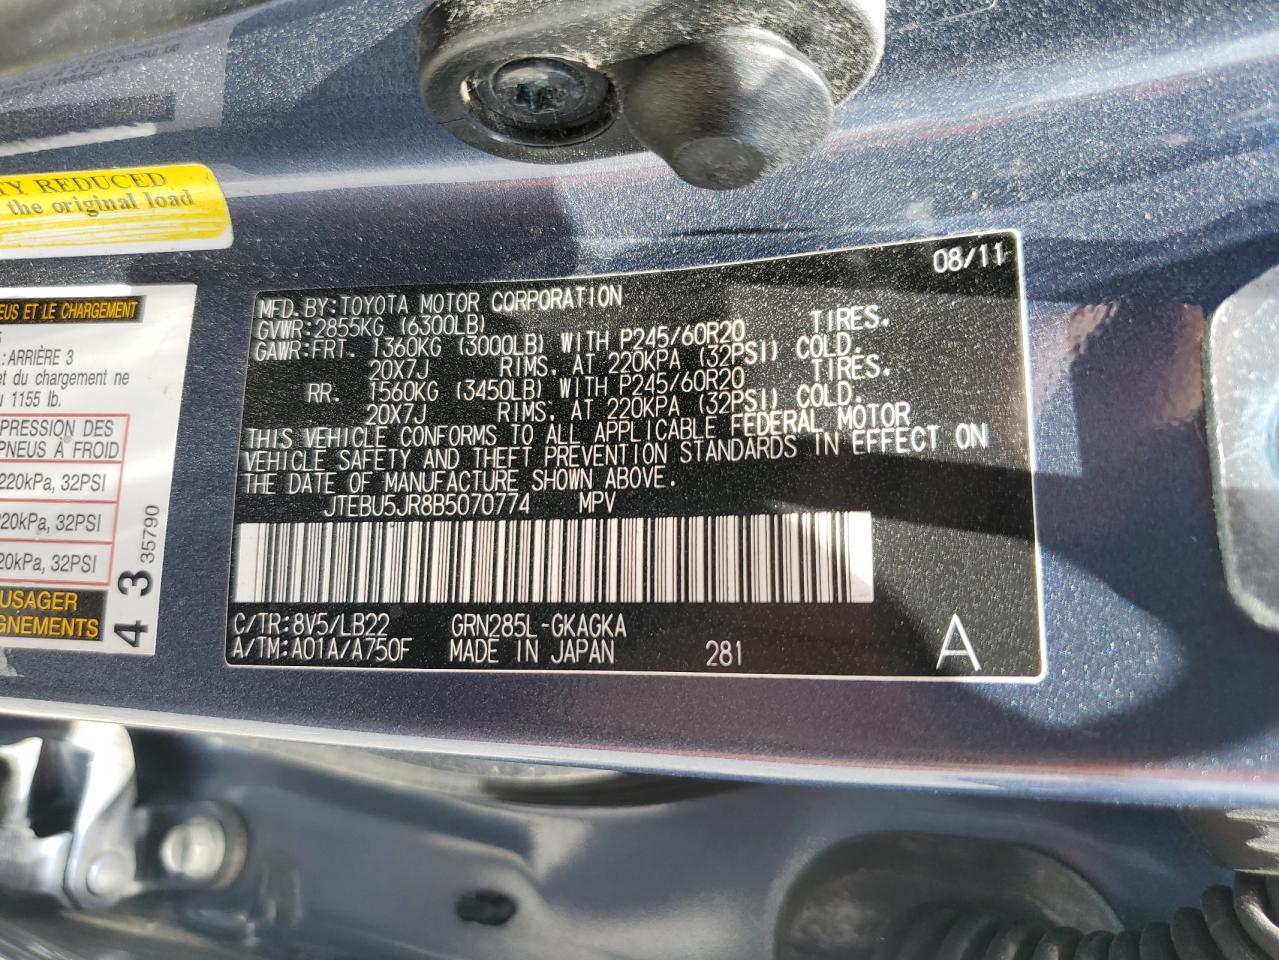 TY REDUCED
the original load
EUS ET LE CHARGEMENT
: ARRIÈRE 3
et du chargement ne
1155 lb.
PRESSION DES
PNEUS À FROID
220kPa, 32PSI
220kPa, 32PSI
20kPa, 32PSI
USAGER
GNEMENTS
4 3
35790
08/11
MFD. BY: TOYOTA MOTOR CORPORATION
GVWR: 2855KG (6300LB)
GAWR: FRT. 1360KG (3000LB) WITH P245/60R20 TIRES.
20X7J RIMS. AT 220KPA (32PSI) COLD.
RR. 1560KG (3450LB) WITH P245/60R20 TIRES.
20X7J RIMS. AT 220KPA (32PSI) COLD.
THIS VEHICLE CONFORMS TO ALL APPLICABLE FEDERAL MOTOR
VEHICLE SAFETY AND THEFT PREVENTION STANDARDS IN EFFECT ON
THE DATE OF MANUFACTURE SHOWN ABOVE.
JTEBU5JR8B5070774 MPV
C/TR: 8V5/LB22 GRN285L-GKAGKA
A/TM: A01A/A750F MADE IN JAPAN 281 A